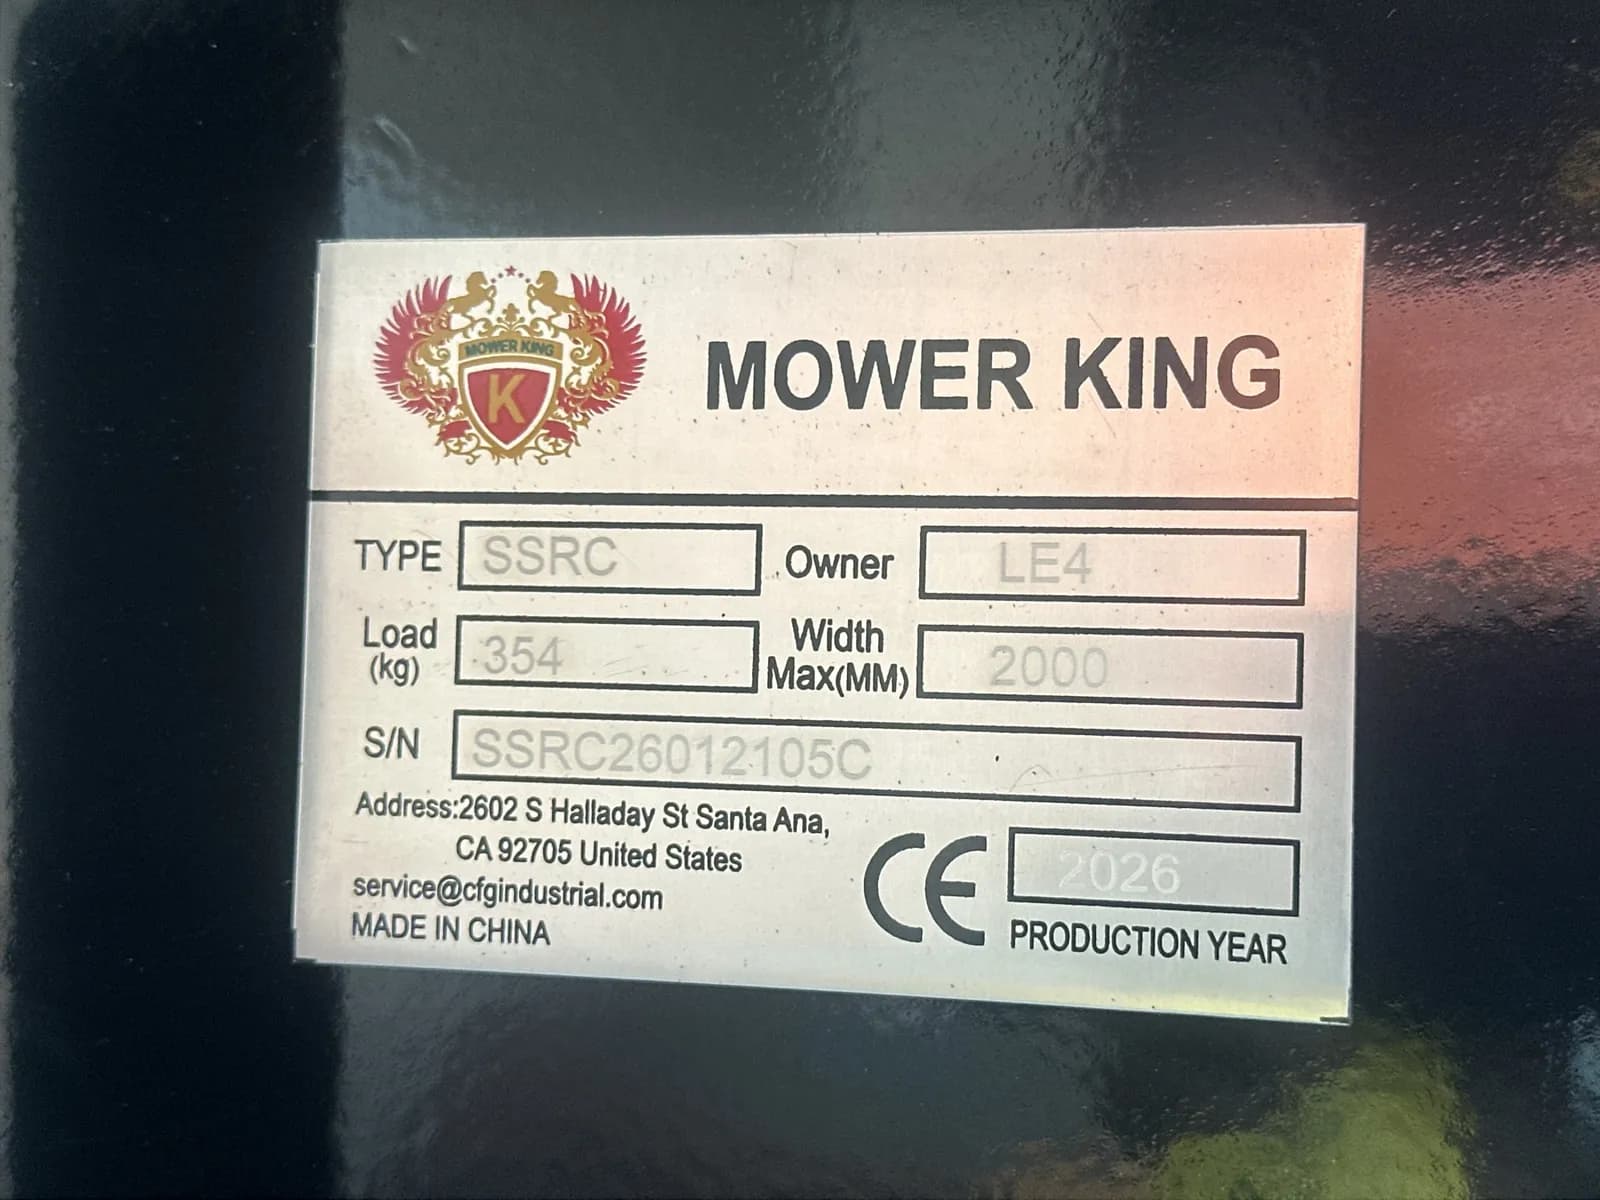 MOWER KING
K
MOWER KING
TYPE SSRC Owner LE4
Load (kg) 354 Width Max(MM) 2000
S/N SSRC26012105C
Address:2602 S Halladay St Santa Ana,
CA 92705 United States
service@cfgindustrial.com
MADE IN CHINA
CE 2026
PRODUCTION YEAR